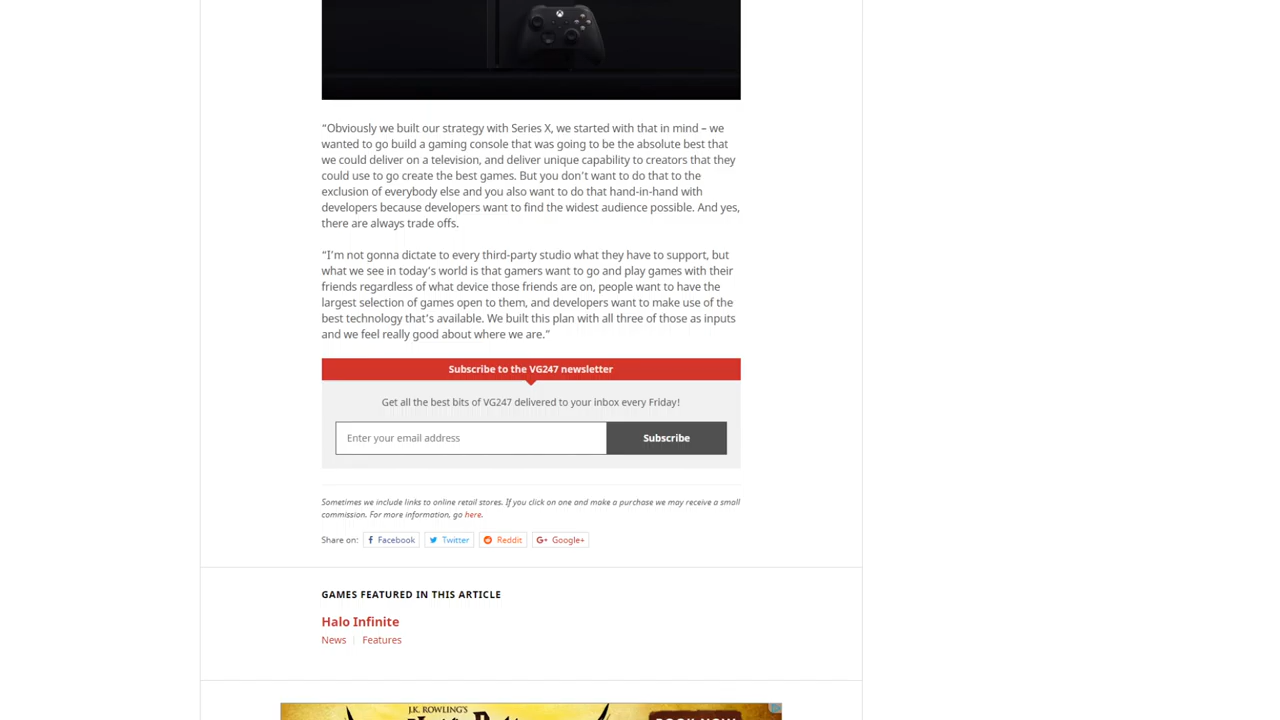 “Obviously we built our strategy with Series X, we started with that in mind – we
wanted to go build a gaming console that was going to be the absolute best that
we could deliver on a television, and deliver unique capability to creators that they
could use to go create the best games. But you don’t want to do that to the
exclusion of everybody else and you also want to do that hand-in-hand with
developers because developers want to find the widest audience possible. And yes,
there are always trade offs.
“I’m not gonna dictate to every third-party studio what they have to support, but
what we see in today’s world is that gamers want to go and play games with their
friends regardless of what device those friends are on, people want to have the
largest selection of games open to them, and developers want to make use of the
best technology that’s available. We built this plan with all three of those as inputs
and we feel really good about where we are.”
Subscribe to the VG247 newsletter
Get all the best bits of VG247 delivered to your inbox every Friday!
Enter your email address
Subscribe
Sometimes we include links to online retail stores. If you click on one and make a purchase we may receive a small
commission. For more information, go here.
Share on: Facebook Twitter Reddit G+ Google+
GAMES FEATURED IN THIS ARTICLE
Halo Infinite
News | Features
J.K. ROWLING'S
BOOK NOW